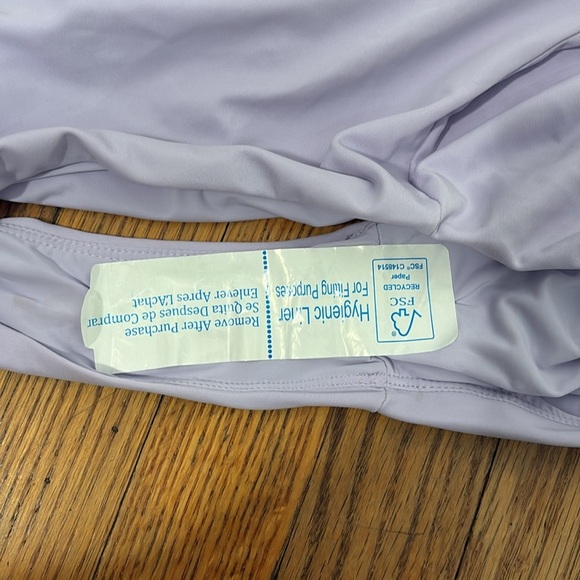 ®
FSC
RECYCLED
Paper
FSC® C148514
Hygienic Liner
For Fitting Purposes
Remove After Purchase
Se Quita Despues de Comprar
Enlever Apres L'Achat